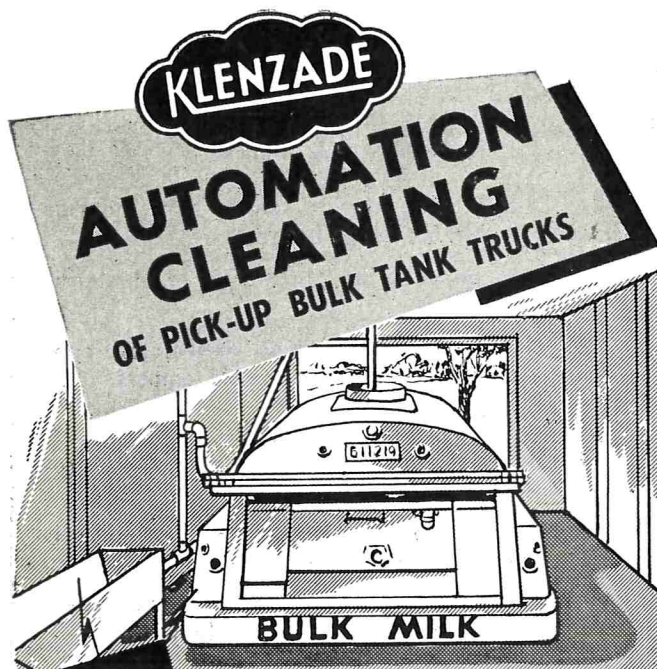 KLENZADE
AUTOMATION
CLEANING
OF PICK-UP BULK TANK TRUCKS
611219
C
BULK MILK